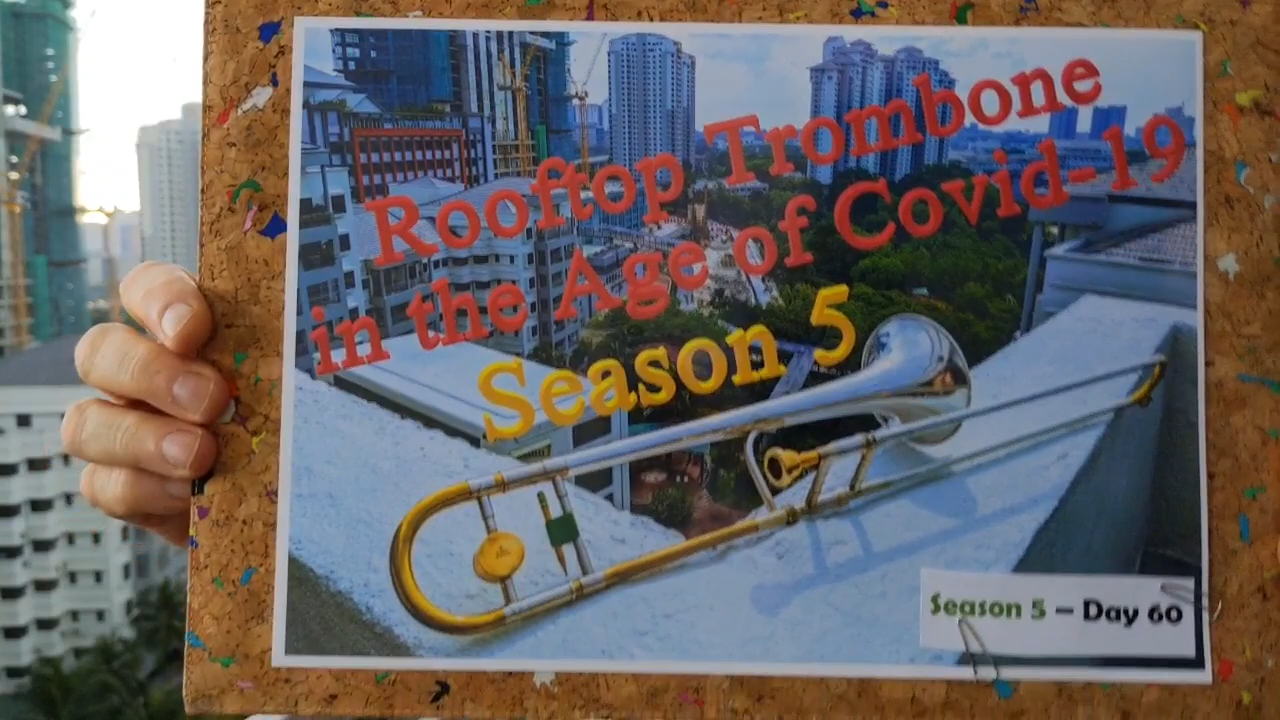 Rooftop Trombone
in the Age of Covid-19
Season 5
Season 5 – Day 60